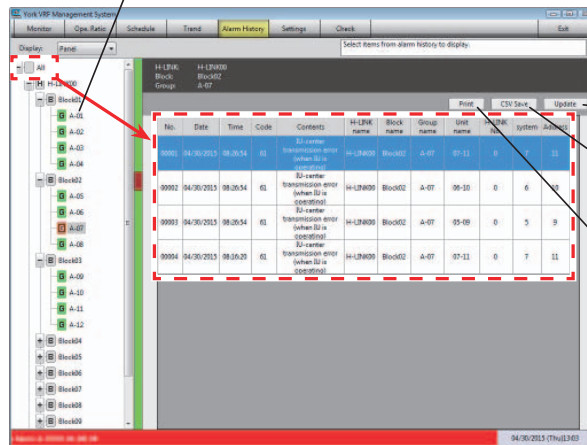 York VRF Management System
Monitor Ope. Ratio Schedule Trend Alarm History Settings Check Exit
Display: Panel Select items from alarm history to display.
All
H-LINK00
Block01
A-01
A-02
A-03
A-04
Block02
A-05
A-06
A-07
A-08
Block03
A-09
A-10
A-11
A-12
Block04
Block05
Block06
Block07
Block08
Block09
H-LINK: H-LINK00
Block: Block02
Group: A-07
Print CSV Save Update
No. Date Time Code Contents H-LINK name Block name Group name Unit name H-LINK No. system Address
00001 04/30/2015 08:26:54 61 IU-center transmission error (when IU is operating) H-LINK00 Block02 A-07 07-11 0 7 11
00002 04/30/2015 08:26:54 61 IU-center transmission error (when IU is operating) H-LINK00 Block02 A-07 06-10 0 6 10
00003 04/30/2015 08:26:54 61 IU-center transmission error (when IU is operating) H-LINK00 Block02 A-07 05-09 0 5 9
00004 04/30/2015 08:26:20 61 IU-center transmission error (when IU is operating) H-LINK00 Block02 A-07 07-11 0 7 11
04/30/2015 (Thu)13:03